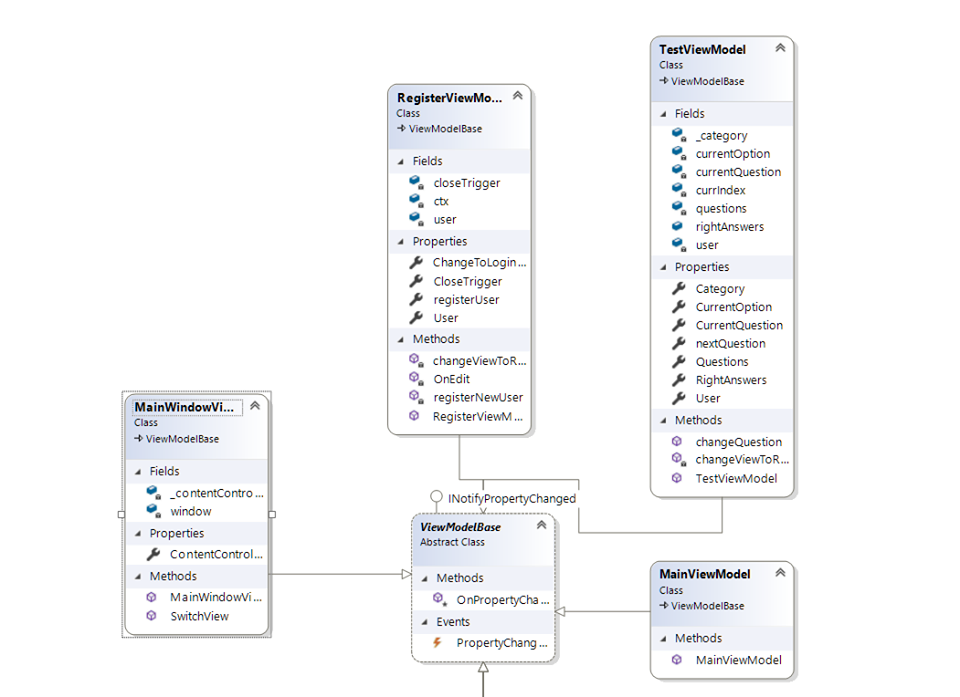 TestViewModel
Class
ViewModelBase
Fields
_category
currentOption
currentQuestion
currIndex
questions
rightAnswers
user
Properties
Category
CurrentOption
CurrentQuestion
nextQuestion
Questions
RightAnswers
User
Methods
changeQuestion
changeViewToR...
TestViewModel
RegisterViewMo...
Class
ViewModelBase
Fields
closeTrigger
ctx
user
Properties
ChangeToLogin...
CloseTrigger
registerUser
User
Methods
changeViewToR...
OnEdit
registerNewUser
RegisterViewM...
MainWindowVi...
Class
ViewModelBase
Fields
_contentContro...
window
Properties
ContentControl...
Methods
MainWindowVi...
SwitchView
INotifyPropertyChanged
ViewModelBase
Abstract Class
Methods
OnPropertyCha...
Events
PropertyChang...
MainViewModel
Class
ViewModelBase
Methods
MainViewModel